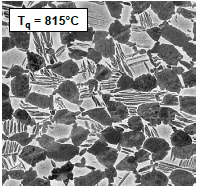 T_q = 815°C